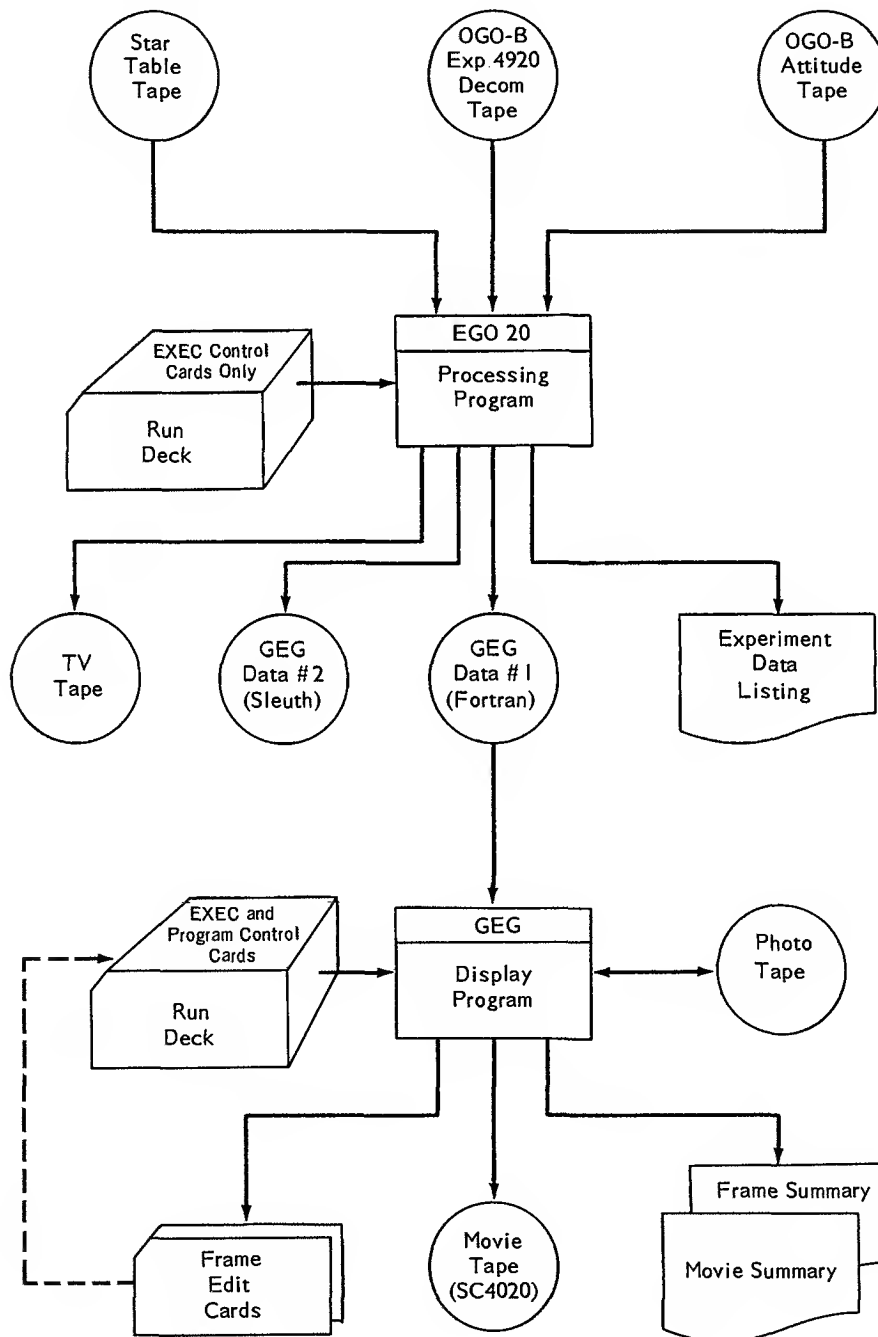 Star
Table
Tape
OGO-B
Exp. 4920
Decom
Tape
OGO-B
Attitude
Tape
EGO 20
Processing
Program
EXEC Control
Cards Only
Run
Deck
TV
Tape
GEG
Data #2
(Sleuth)
GEG
Data #1
(Fortran)
Experiment
Data
Listing
EXEC and
Program Control
Cards
Run
Deck
GEG
Display
Program
Photo
Tape
Frame
Edit
Cards
Movie
Tape
(SC4020)
Frame Summary
Movie Summary